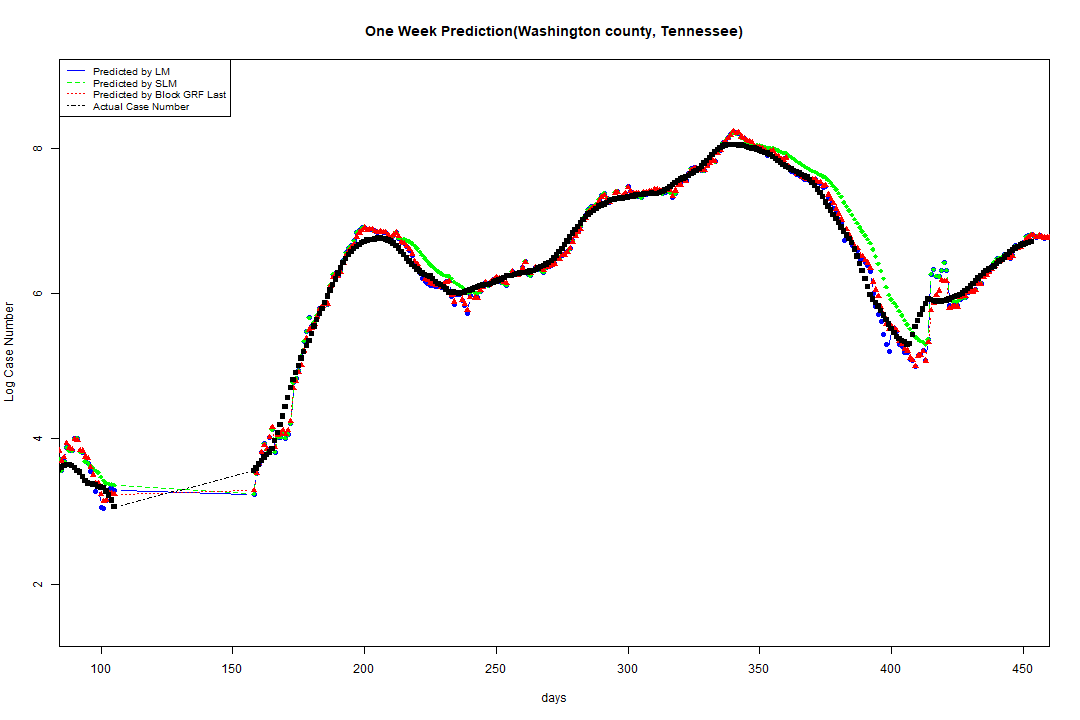 One Week Prediction(Washington county, Tennessee)
Predicted by LM
Predicted by SLM
Predicted by Block GRF Last
Actual Case Number
8
6
4
2
Log Case Number
100 150 200 250 300 350 400 450
days